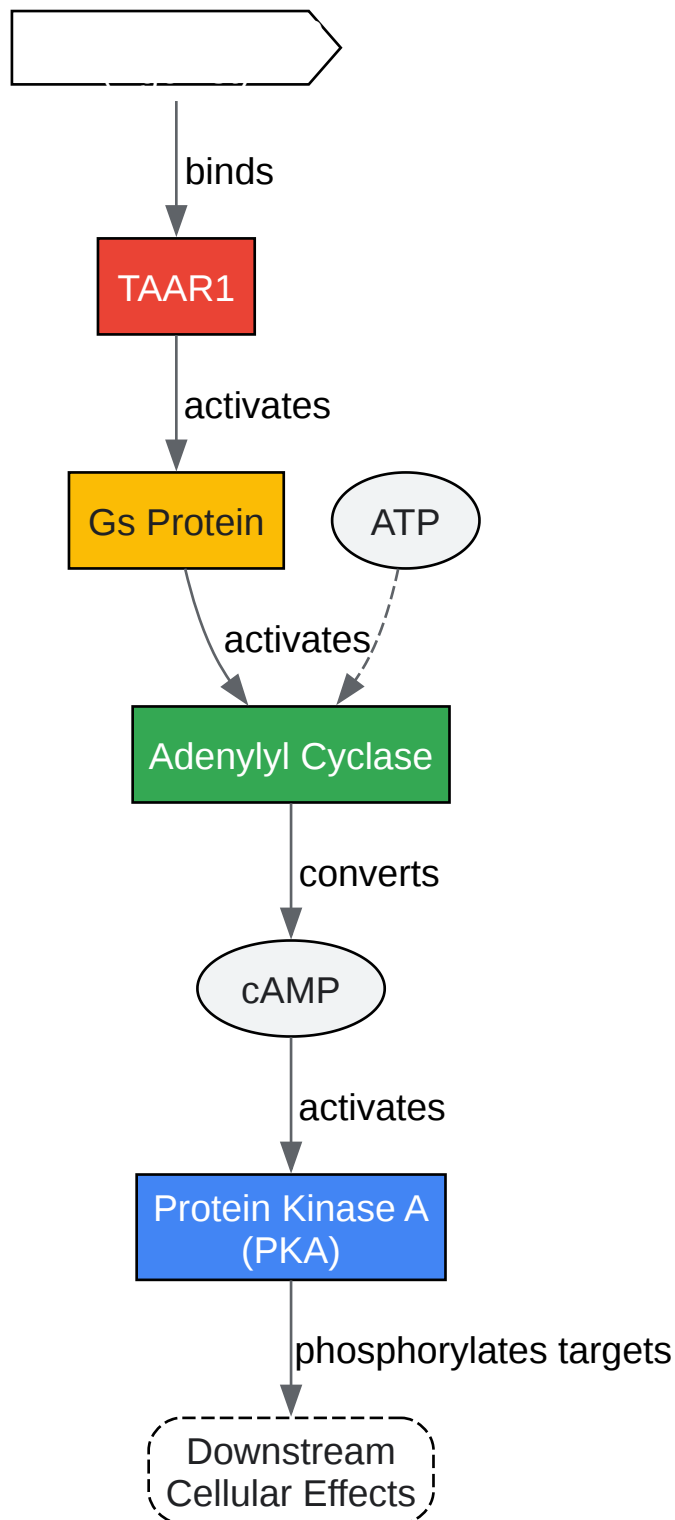 binds
TAAR1
activates
Gs Protein
ATP
activates
Adenylyl Cyclase
converts
cAMP
activates
Protein Kinase A
(PKA)
phosphorylates targets
Downstream
Cellular Effects